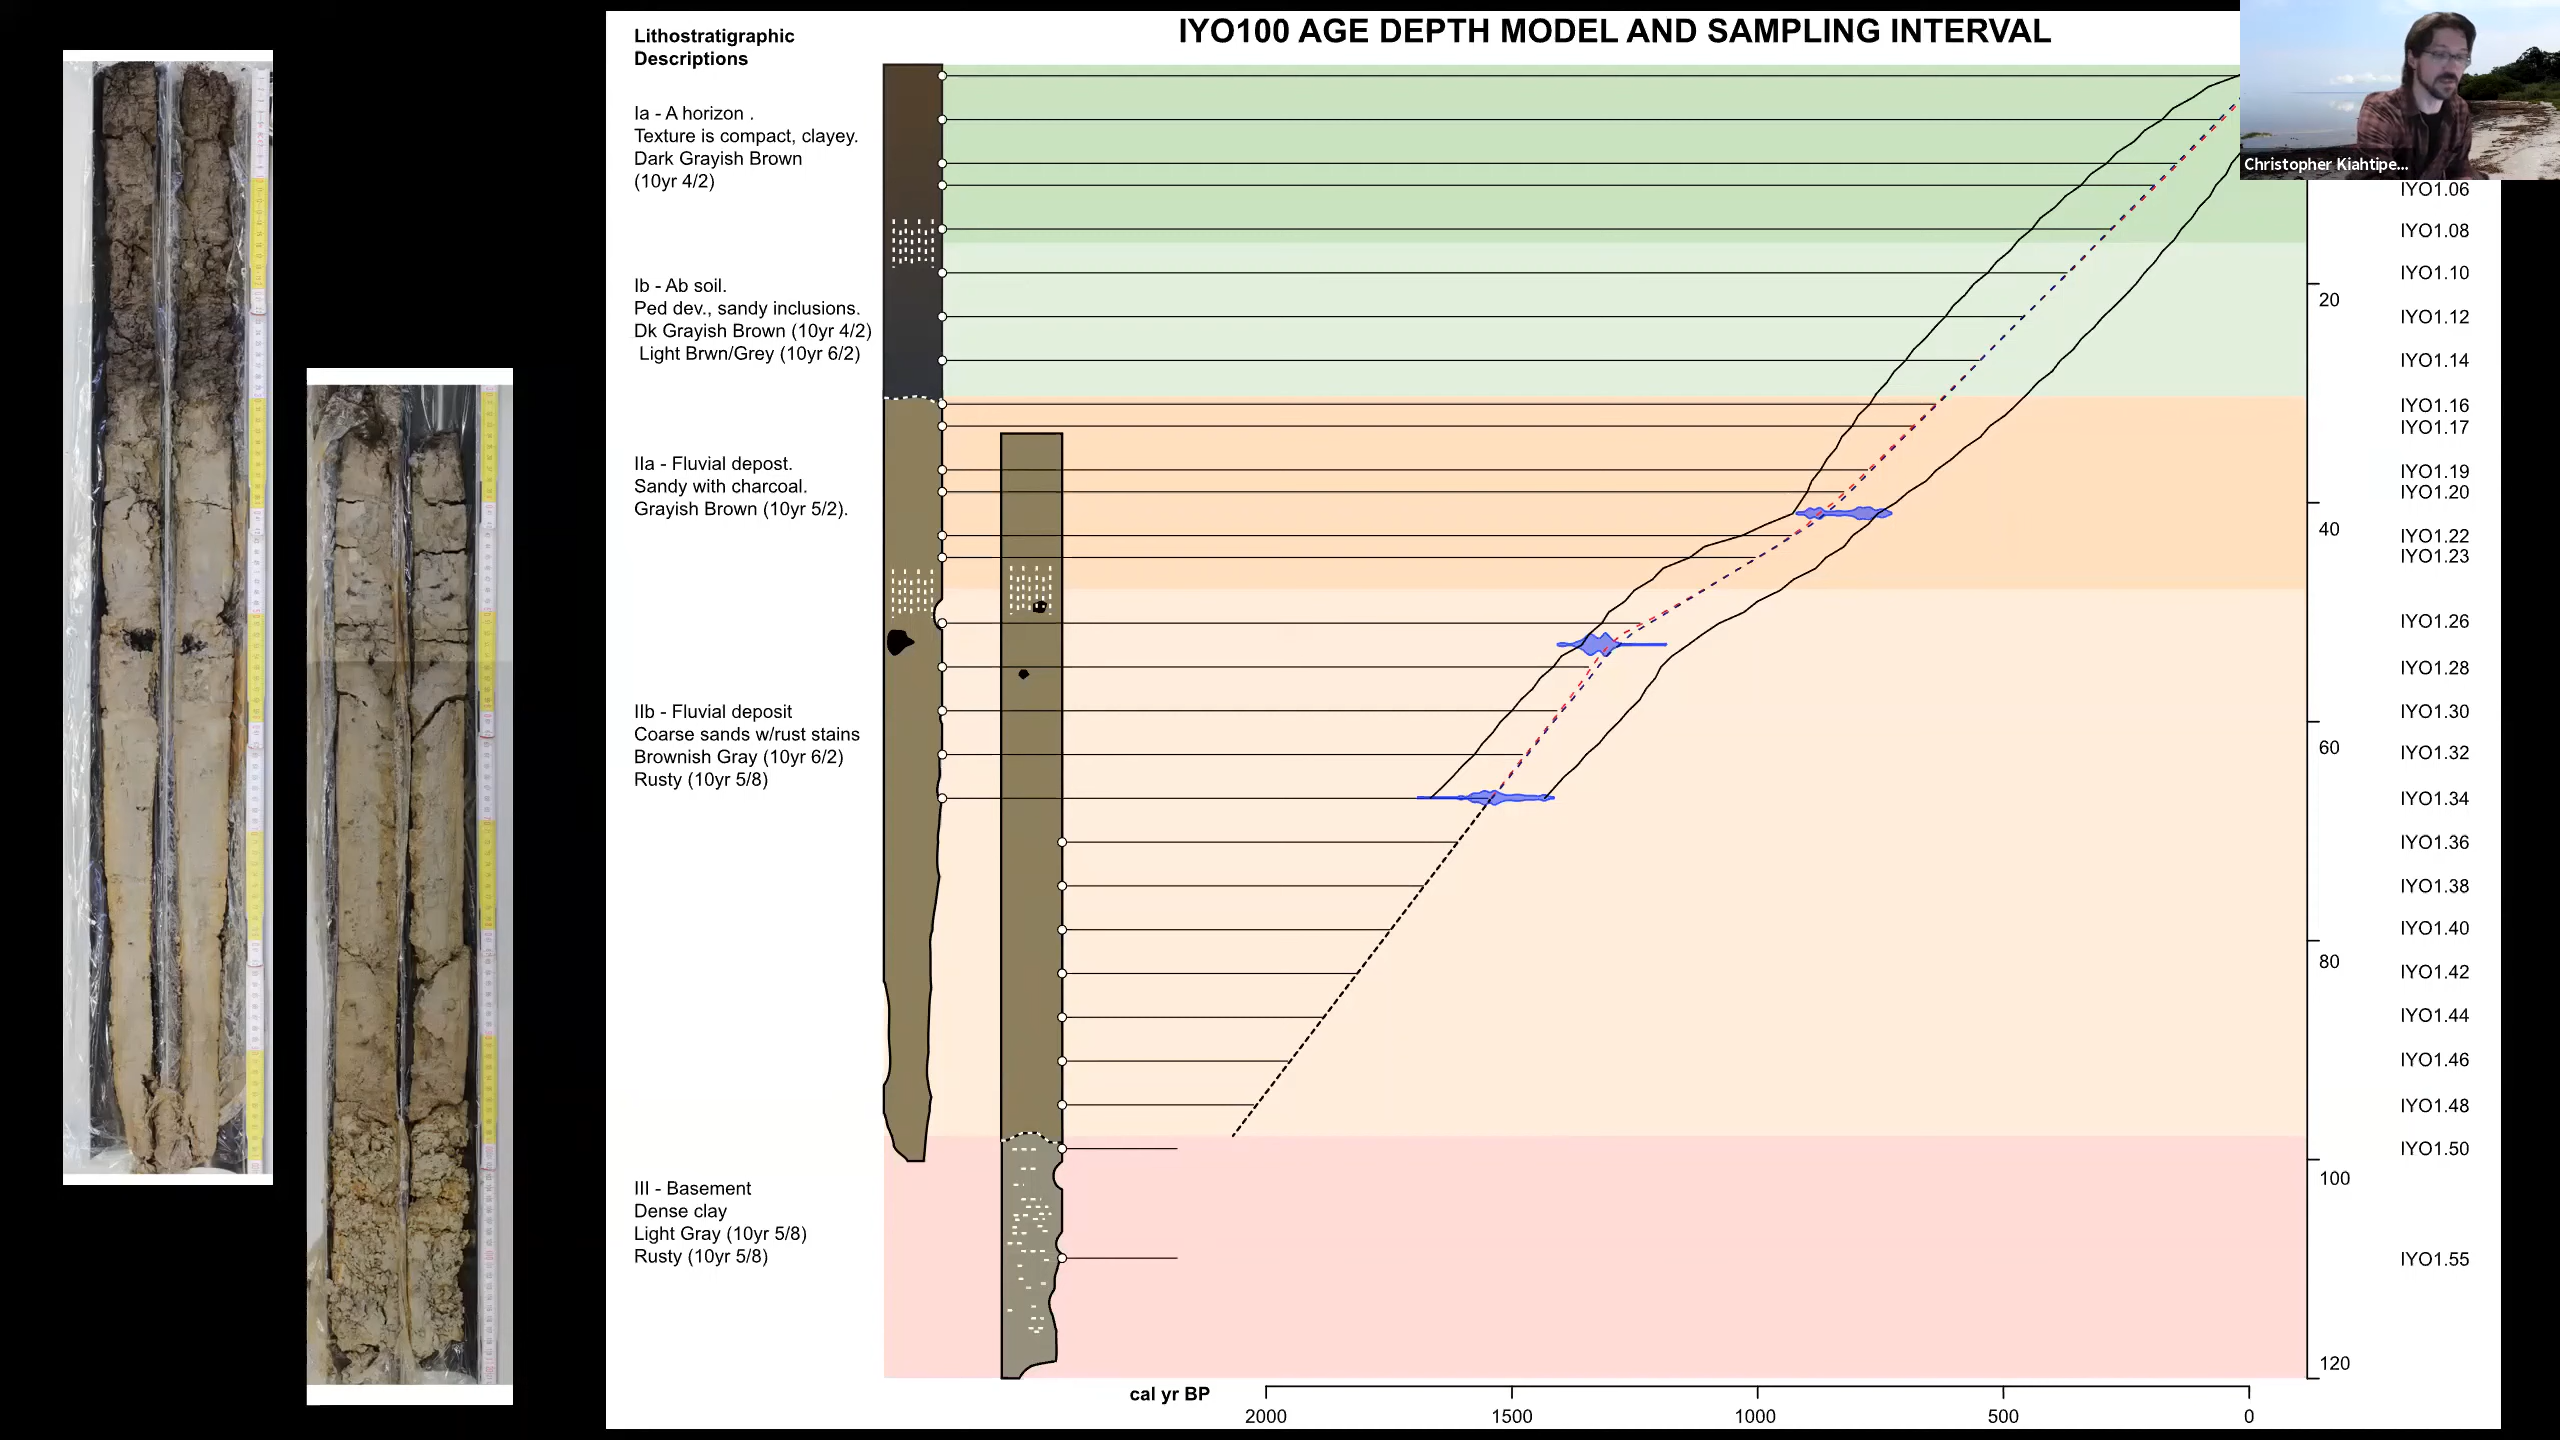 IYO100 AGE DEPTH MODEL AND SAMPLING INTERVAL
Lithostratigraphic
Descriptions
Ia - A horizon .
Texture is compact, clayey.
Dark Grayish Brown
(10yr 4/2)
Ib - Ab soil.
Ped dev., sandy inclusions.
Dk Grayish Brown (10yr 4/2)
Light Brwn/Grey (10yr 6/2)
IIa - Fluvial depost.
Sandy with charcoal.
Grayish Brown (10yr 5/2).
IIb - Fluvial deposit
Coarse sands w/rust stains
Brownish Gray (10yr 6/2)
Rusty (10yr 5/8)
III - Basement
Dense clay
Light Gray (10yr 5/8)
Rusty (10yr 5/8)
Christopher Kiahtipe...
20
40
60
80
100
120
IYO1.06
IYO1.08
IYO1.10
IYO1.12
IYO1.14
IYO1.16
IYO1.17
IYO1.19
IYO1.20
IYO1.22
IYO1.23
IYO1.26
IYO1.28
IYO1.30
IYO1.32
IYO1.34
IYO1.36
IYO1.38
IYO1.40
IYO1.42
IYO1.44
IYO1.46
IYO1.48
IYO1.50
IYO1.55
cal yr BP
2000 1500 1000 500 0